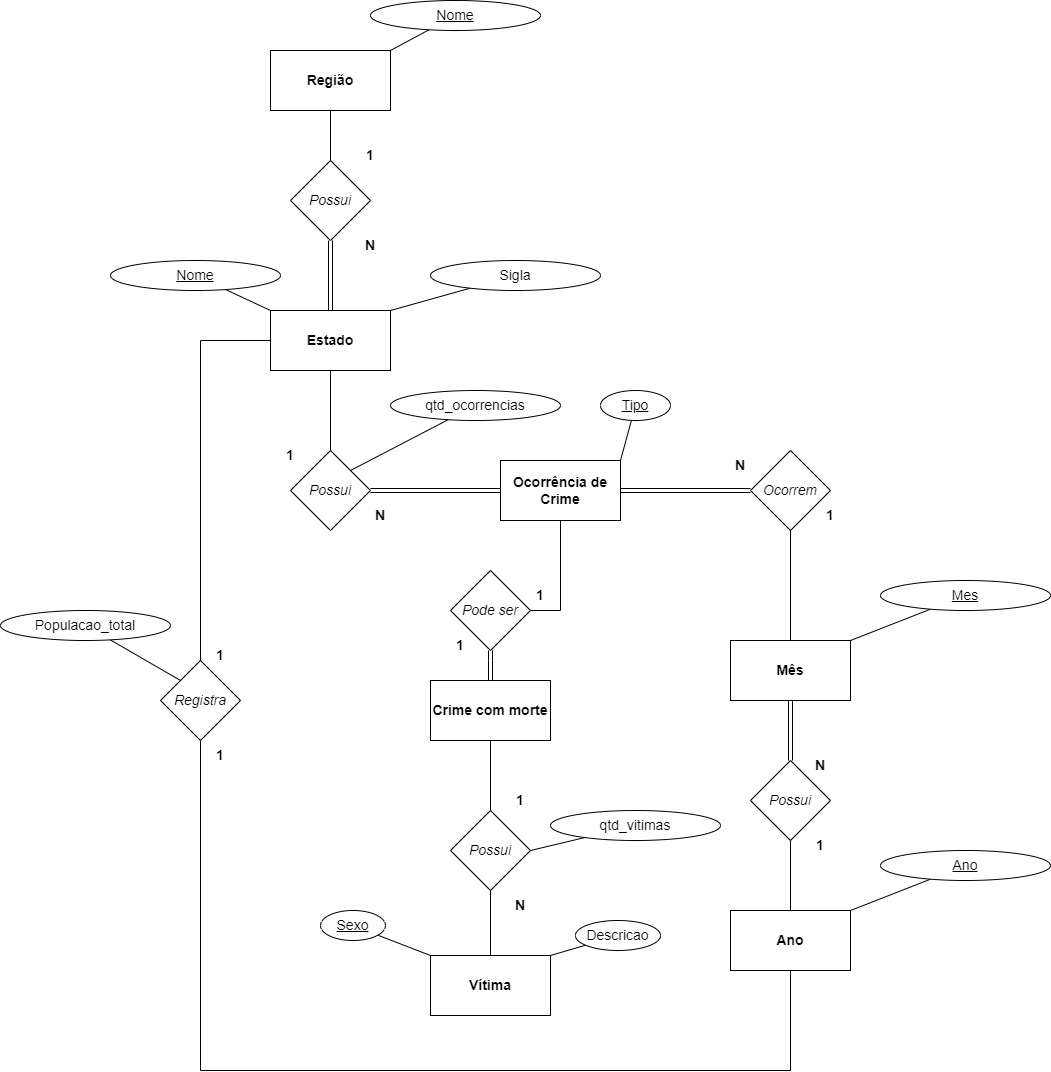 Nome
Região
1
Possui
N
Nome
Sigla
Estado
qtd_ocorrencias
Tipo
1
Possui
N
Ocorrência de
Crime
N
Ocorrem
1
Pode ser
1
1
Mes
Populacao_total
1
Registra
1
Mês
Crime com morte
N
Possui
1
1
Possui
qtd_vitimas
N
Ano
Sexo
Descricao
Ano
Vítima